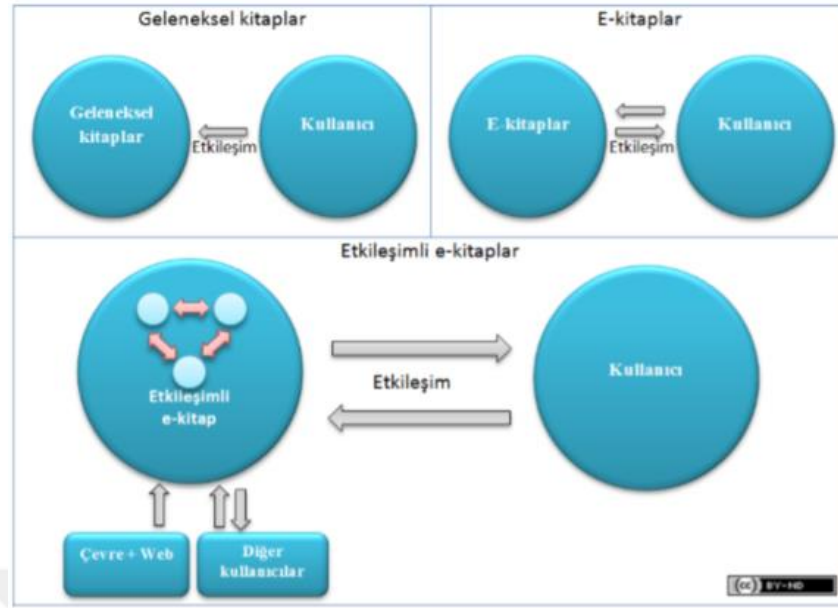 Geleneksel kitaplar
Geleneksel
kitaplar
Etkileşim
Kullanıcı
E-kitaplar
E-kitaplar
Etkileşim
Kullanıcı
Etkileşimli e-kitaplar
Etkileşimli
e-kitap
Etkileşim
Kullanıcı
Çevre + Web
Diğer
kullanıcılar
(cc) BY-ND